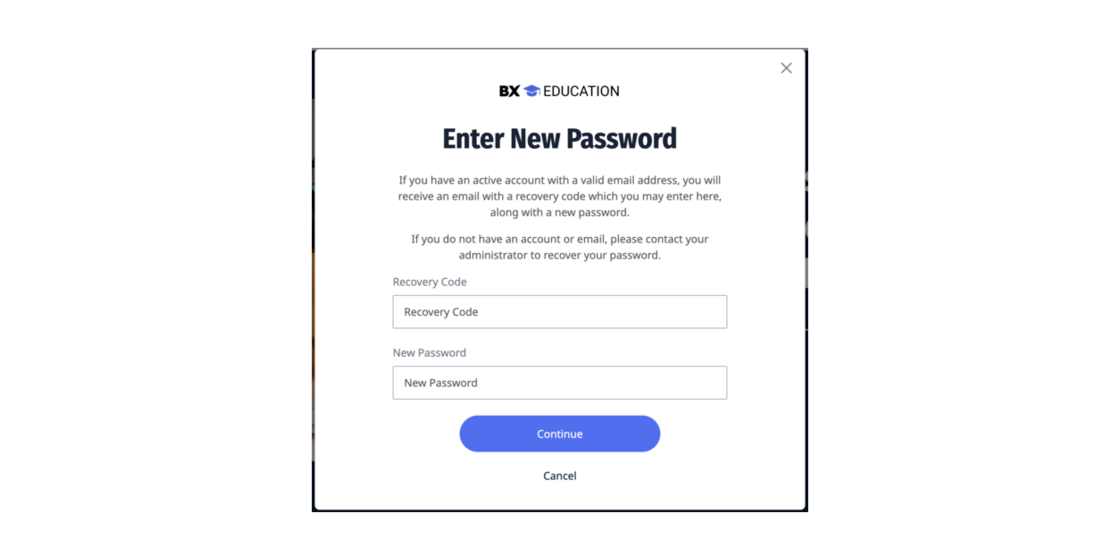 BX EDUCATION
Enter New Password
If you have an active account with a valid email address, you will
receive an email with a recovery code which you may enter here,
along with a new password.
If you do not have an account or email, please contact your
administrator to recover your password.
Recovery Code
Recovery Code
New Password
New Password
Continue
Cancel